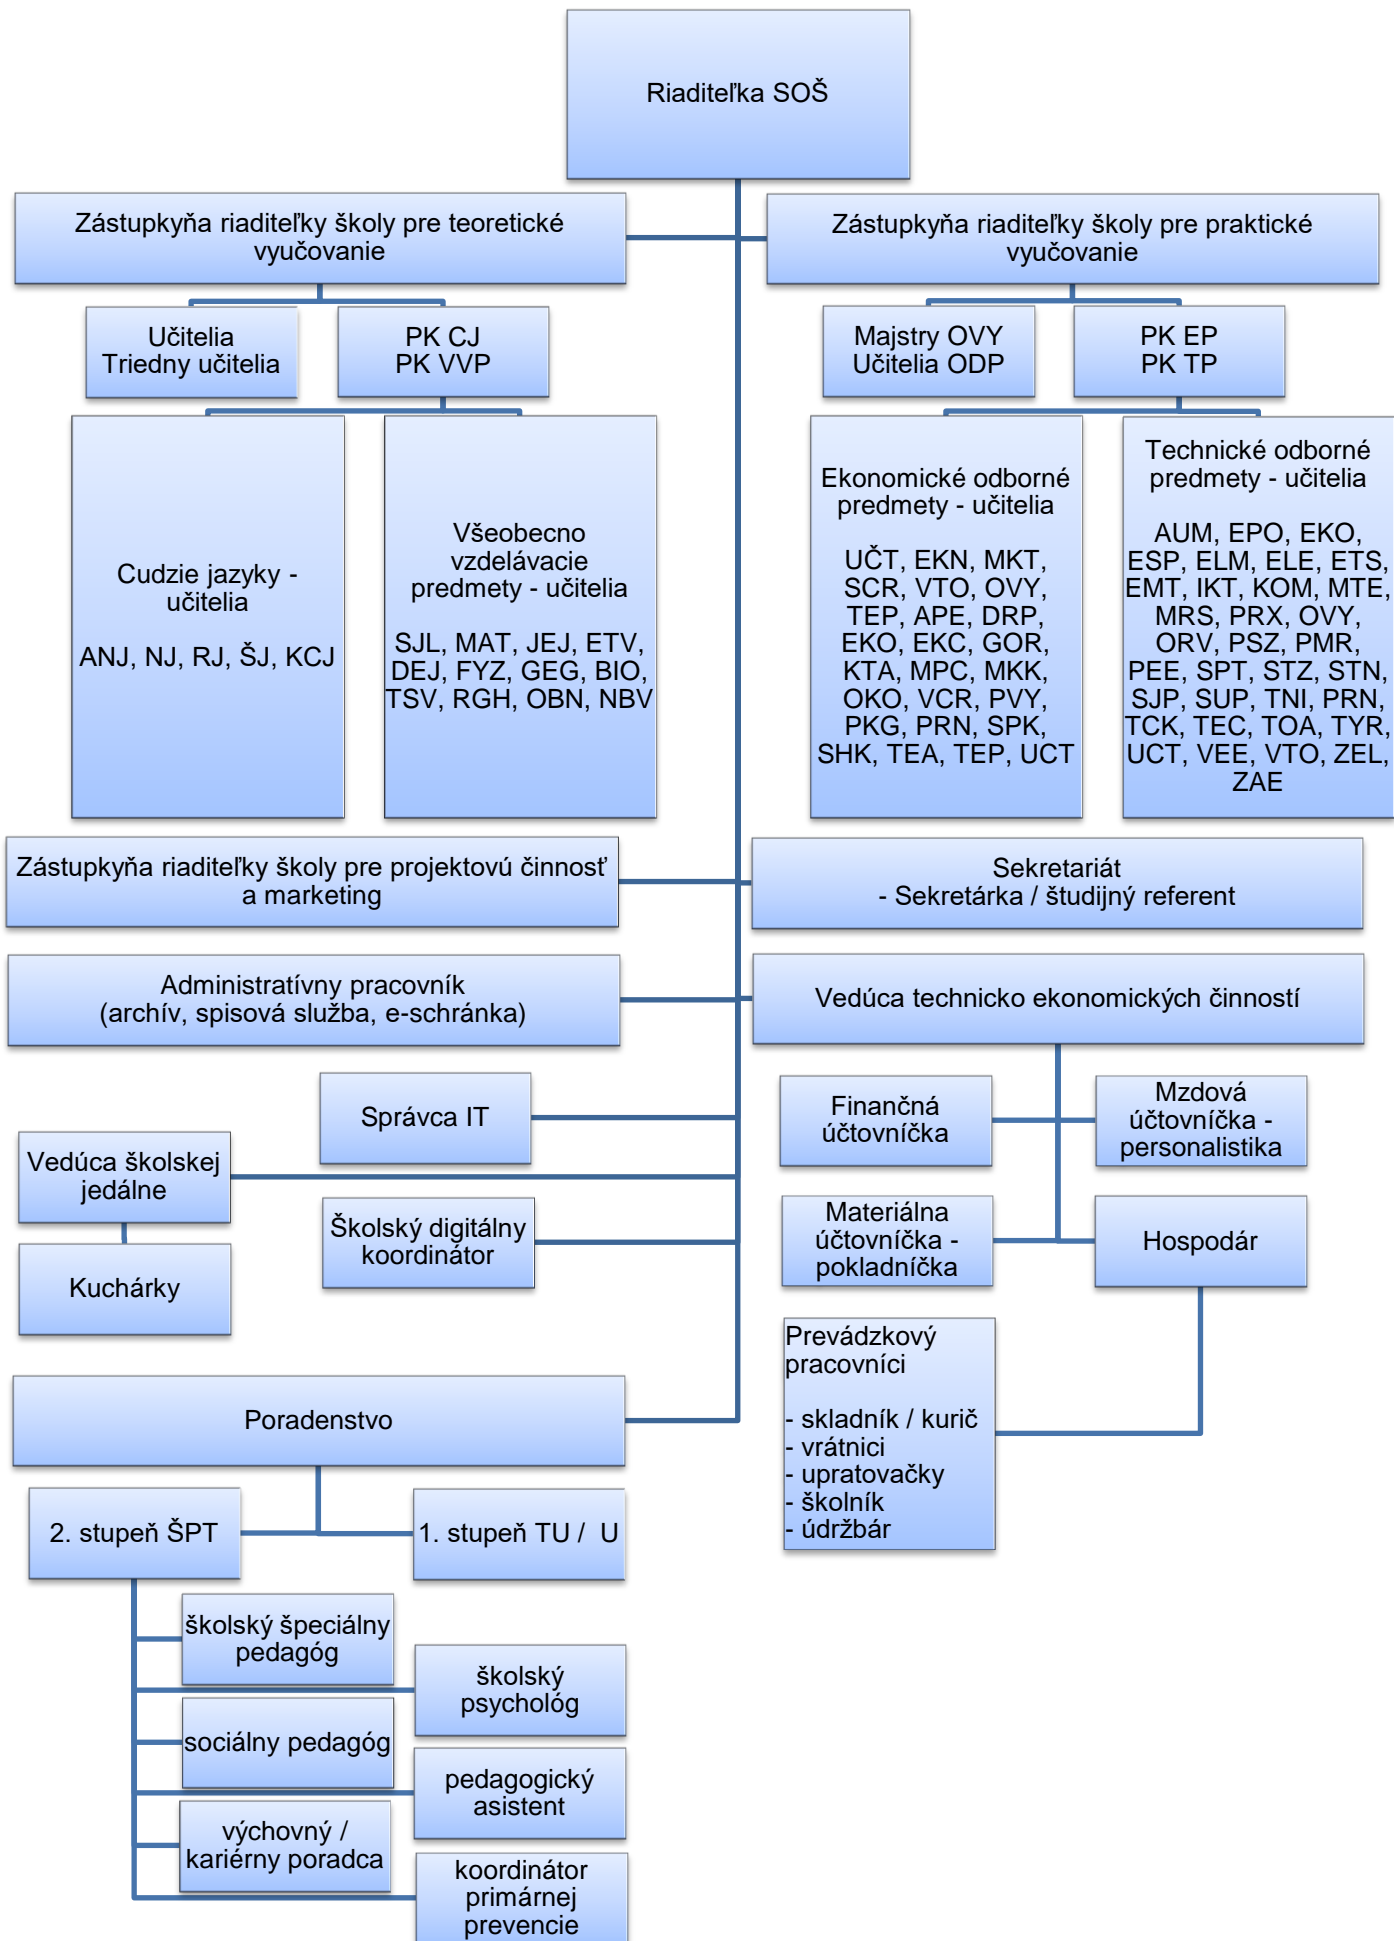 Riaditeľka SOŠ
Zástupkyňa riaditeľky školy pre teoretické
vyučovanie
Zástupkyňa riaditeľky školy pre praktické
vyučovanie
Učitelia
Triedny učitelia
PK CJ
PK VVP
Majstry OVY
Učitelia ODP
PK EP
PK TP
Cudzie jazyky -
učitelia
ANJ, NJ, RJ, ŠJ, KCJ
Všeobecno
vzdelávacie
predmety - učitelia
SJL, MAT, JEJ, ETV,
DEJ, FYZ, GEG, BIO,
TSV, RGH, OBN, NBV
Ekonomické odborné
predmety - učitelia
UČT, EKN, MKT,
SCR, VTO, OVY,
TEP, APE, DRP,
EKO, EKC, GOR,
KTA, MPC, MKK,
OKO, VCR, PVY,
PKG, PRN, SPK,
SHK, TEA, TEP, UCT
Technické odborné
predmety - učitelia
AUM, EPO, EKO,
ESP, ELM, ELE, ETS,
EMT, IKT, KOM, MTE,
MRS, PRX, OVY,
ORV, PSZ, PMR,
PEE, SPT, STZ, STN,
SJP, SUP, TNI, PRN,
TCK, TEC, TOA, TYR,
UCT, VEE, VTO, ZEL,
ZAE
Zástupkyňa riaditeľky školy pre projektovú činnosť
a marketing
Sekretariát
- Sekretárka / študijný referent
Administratívny pracovník
(archív, spisová služba, e-schránka)
Vedúca technicko ekonomických činností
Správca IT
Finančná
účtovníčka
Mzdová
účtovníčka -
personalistika
Vedúca školskej
jedálne
Školský digitálny
koordinátor
Materiálna
účtovníčka -
pokladníčka
Hospodár
Kuchárky
Prevádzkový
pracovníci
- skladník / kurič
- vrátnici
- upratovačky
- školník
- údržbár
Poradenstvo
2. stupeň ŠPT
1. stupeň TU /  U
školský špeciálny
pedagóg
školský
psychológ
sociálny pedagóg
pedagogický
asistent
výchovný /
kariérny poradca
koordinátor
primárnej
prevencie